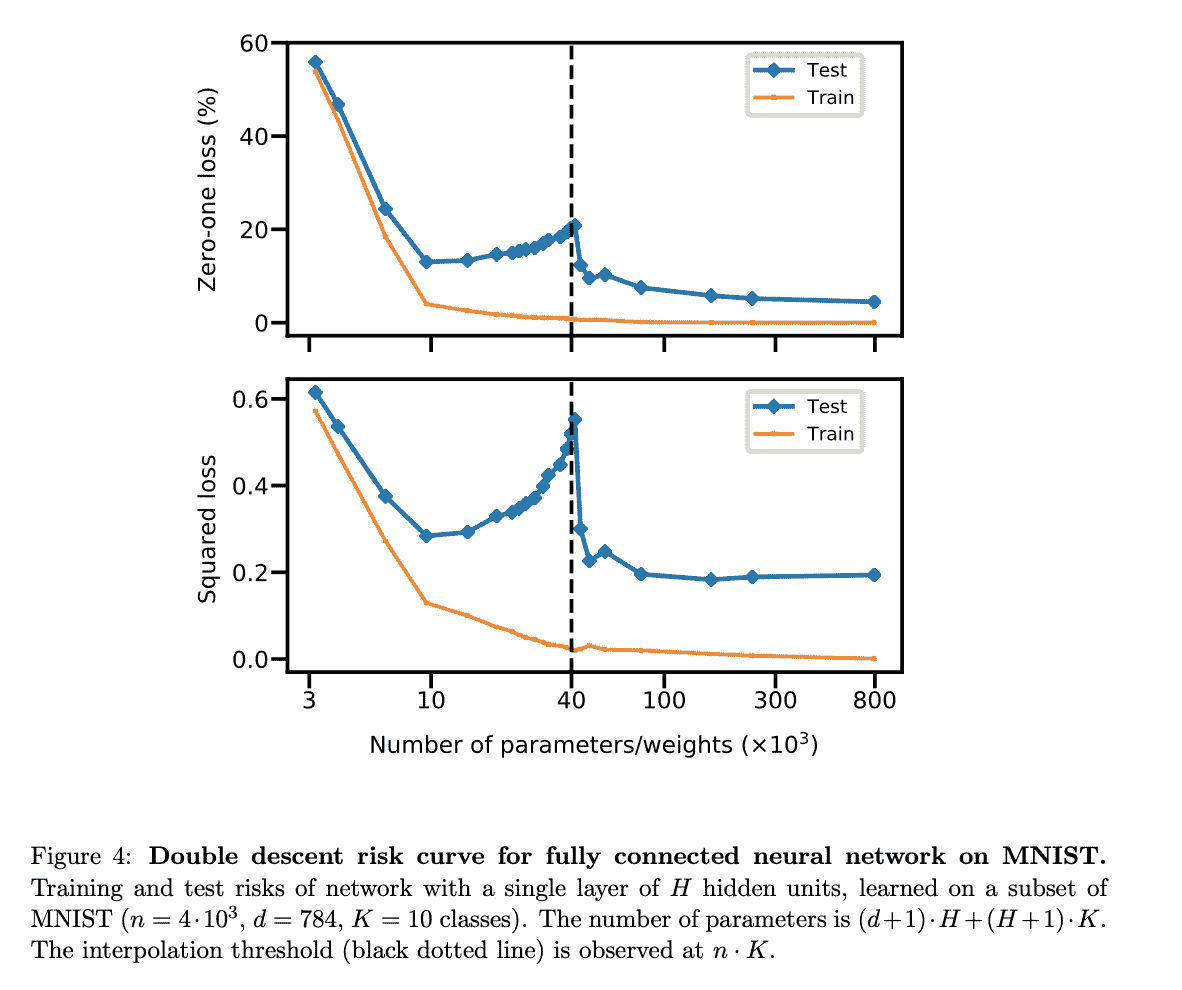 60
40
20
0
Zero-one loss (%)
Test
Train
0.6
0.4
0.2
0.0
Squared loss
Test
Train
3 10 40 100 300 800
Number of parameters/weights (×10³)
Figure 4: Double descent risk curve for fully connected neural network on MNIST.
Training and test risks of network with a single layer of H hidden units, learned on a subset of
MNIST (n = 4·10³, d = 784, K = 10 classes). The number of parameters is (d+1)·H+(H+1)·K.
The interpolation threshold (black dotted line) is observed at n · K.